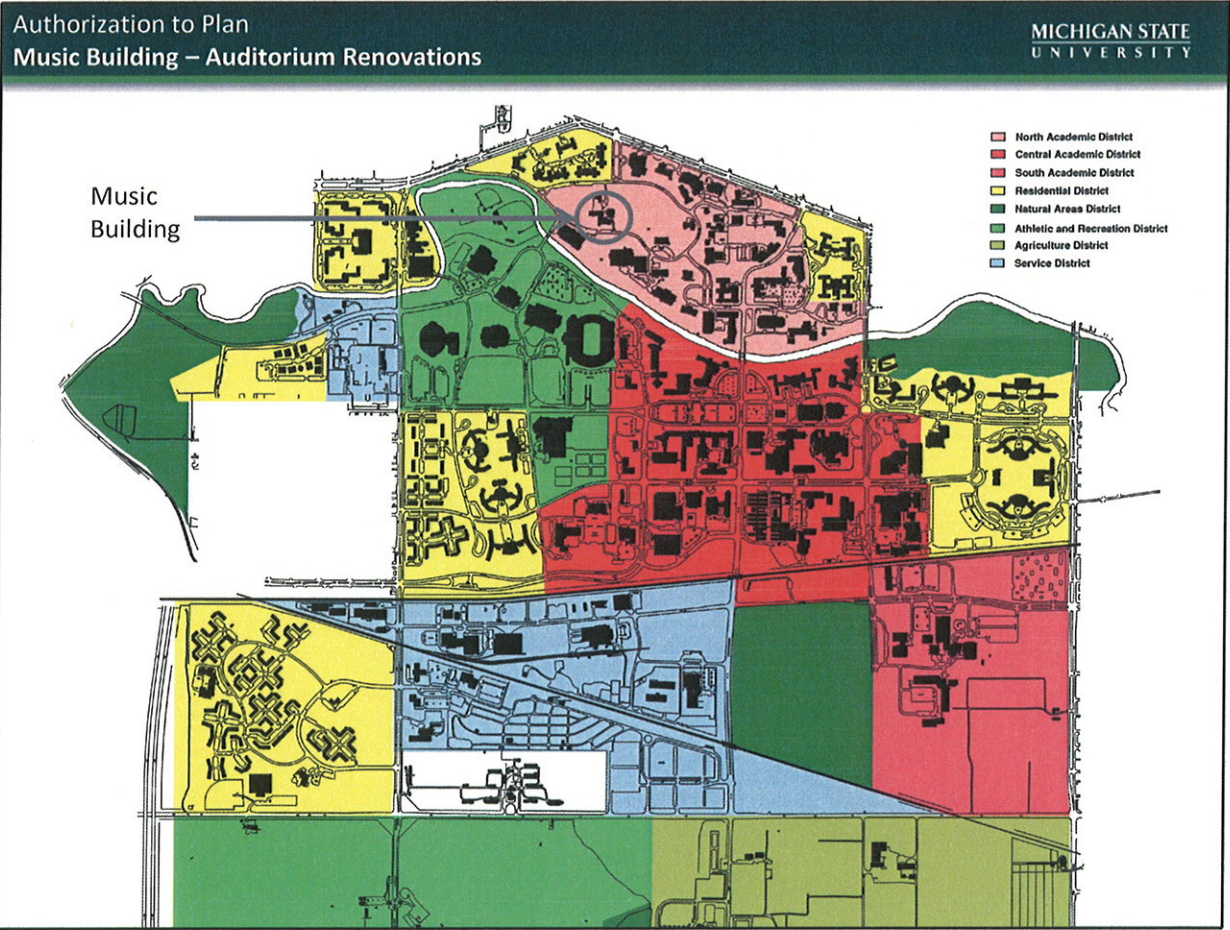 Authorization to Plan
Music Building – Auditorium Renovations
MICHIGAN STATE
UNIVERSITY
Music
Building
North Academic District
Central Academic District
South Academic District
Residential District
Natural Areas District
Athletic and Recreation District
Agriculture District
Service District